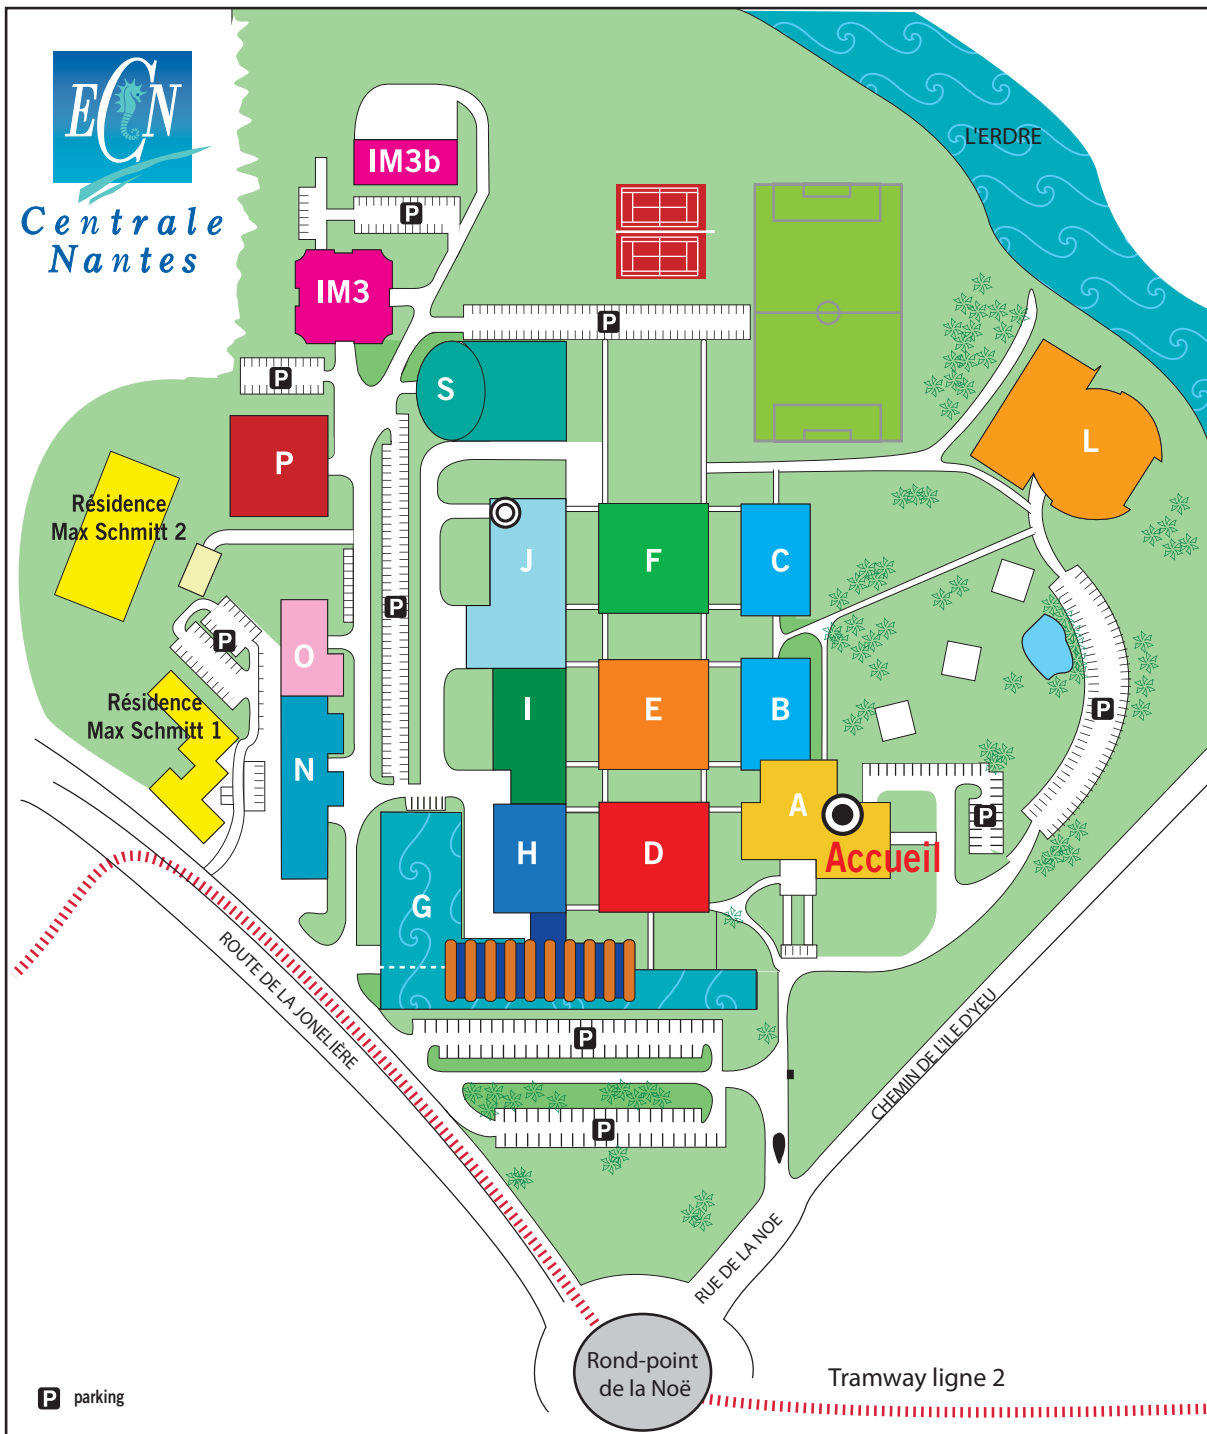 ECN
Centrale
Nantes
L'ERDRE
IM3b
P
IM3
P
P
S
L
P
Résidence
Max Schmitt 2
J
F
C
P
P
O
Résidence
Max Schmitt 1
I
E
B
P
N
A
P
H
D
Accueil
G
ROUTE DE LA JONELIÈRE
P
CHEMIN DE L'ILE D'YEU
P
RUE DE LA NOE
Rond-point
de la Noë
Tramway ligne 2
P parking